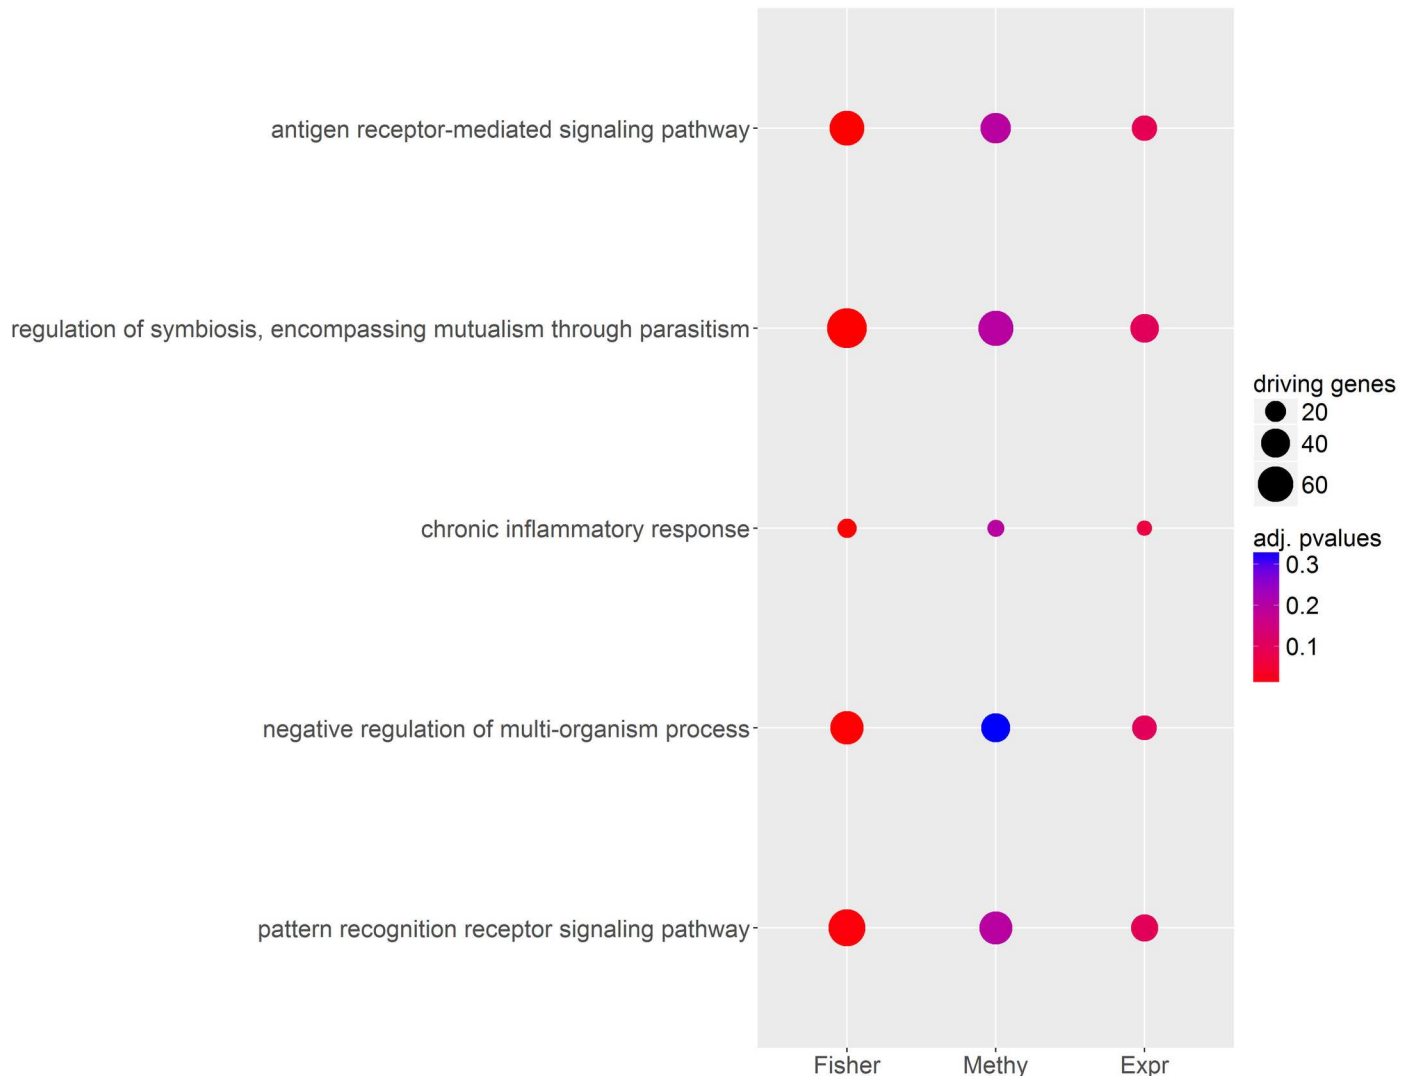 antigen receptor-mediated signaling pathway
regulation of symbiosis, encompassing mutualism through parasitism
chronic inflammatory response
negative regulation of multi-organism process
pattern recognition receptor signaling pathway
Fisher Methy Expr
driving genes
20
40
60
adj. pvalues
0.3
0.2
0.1